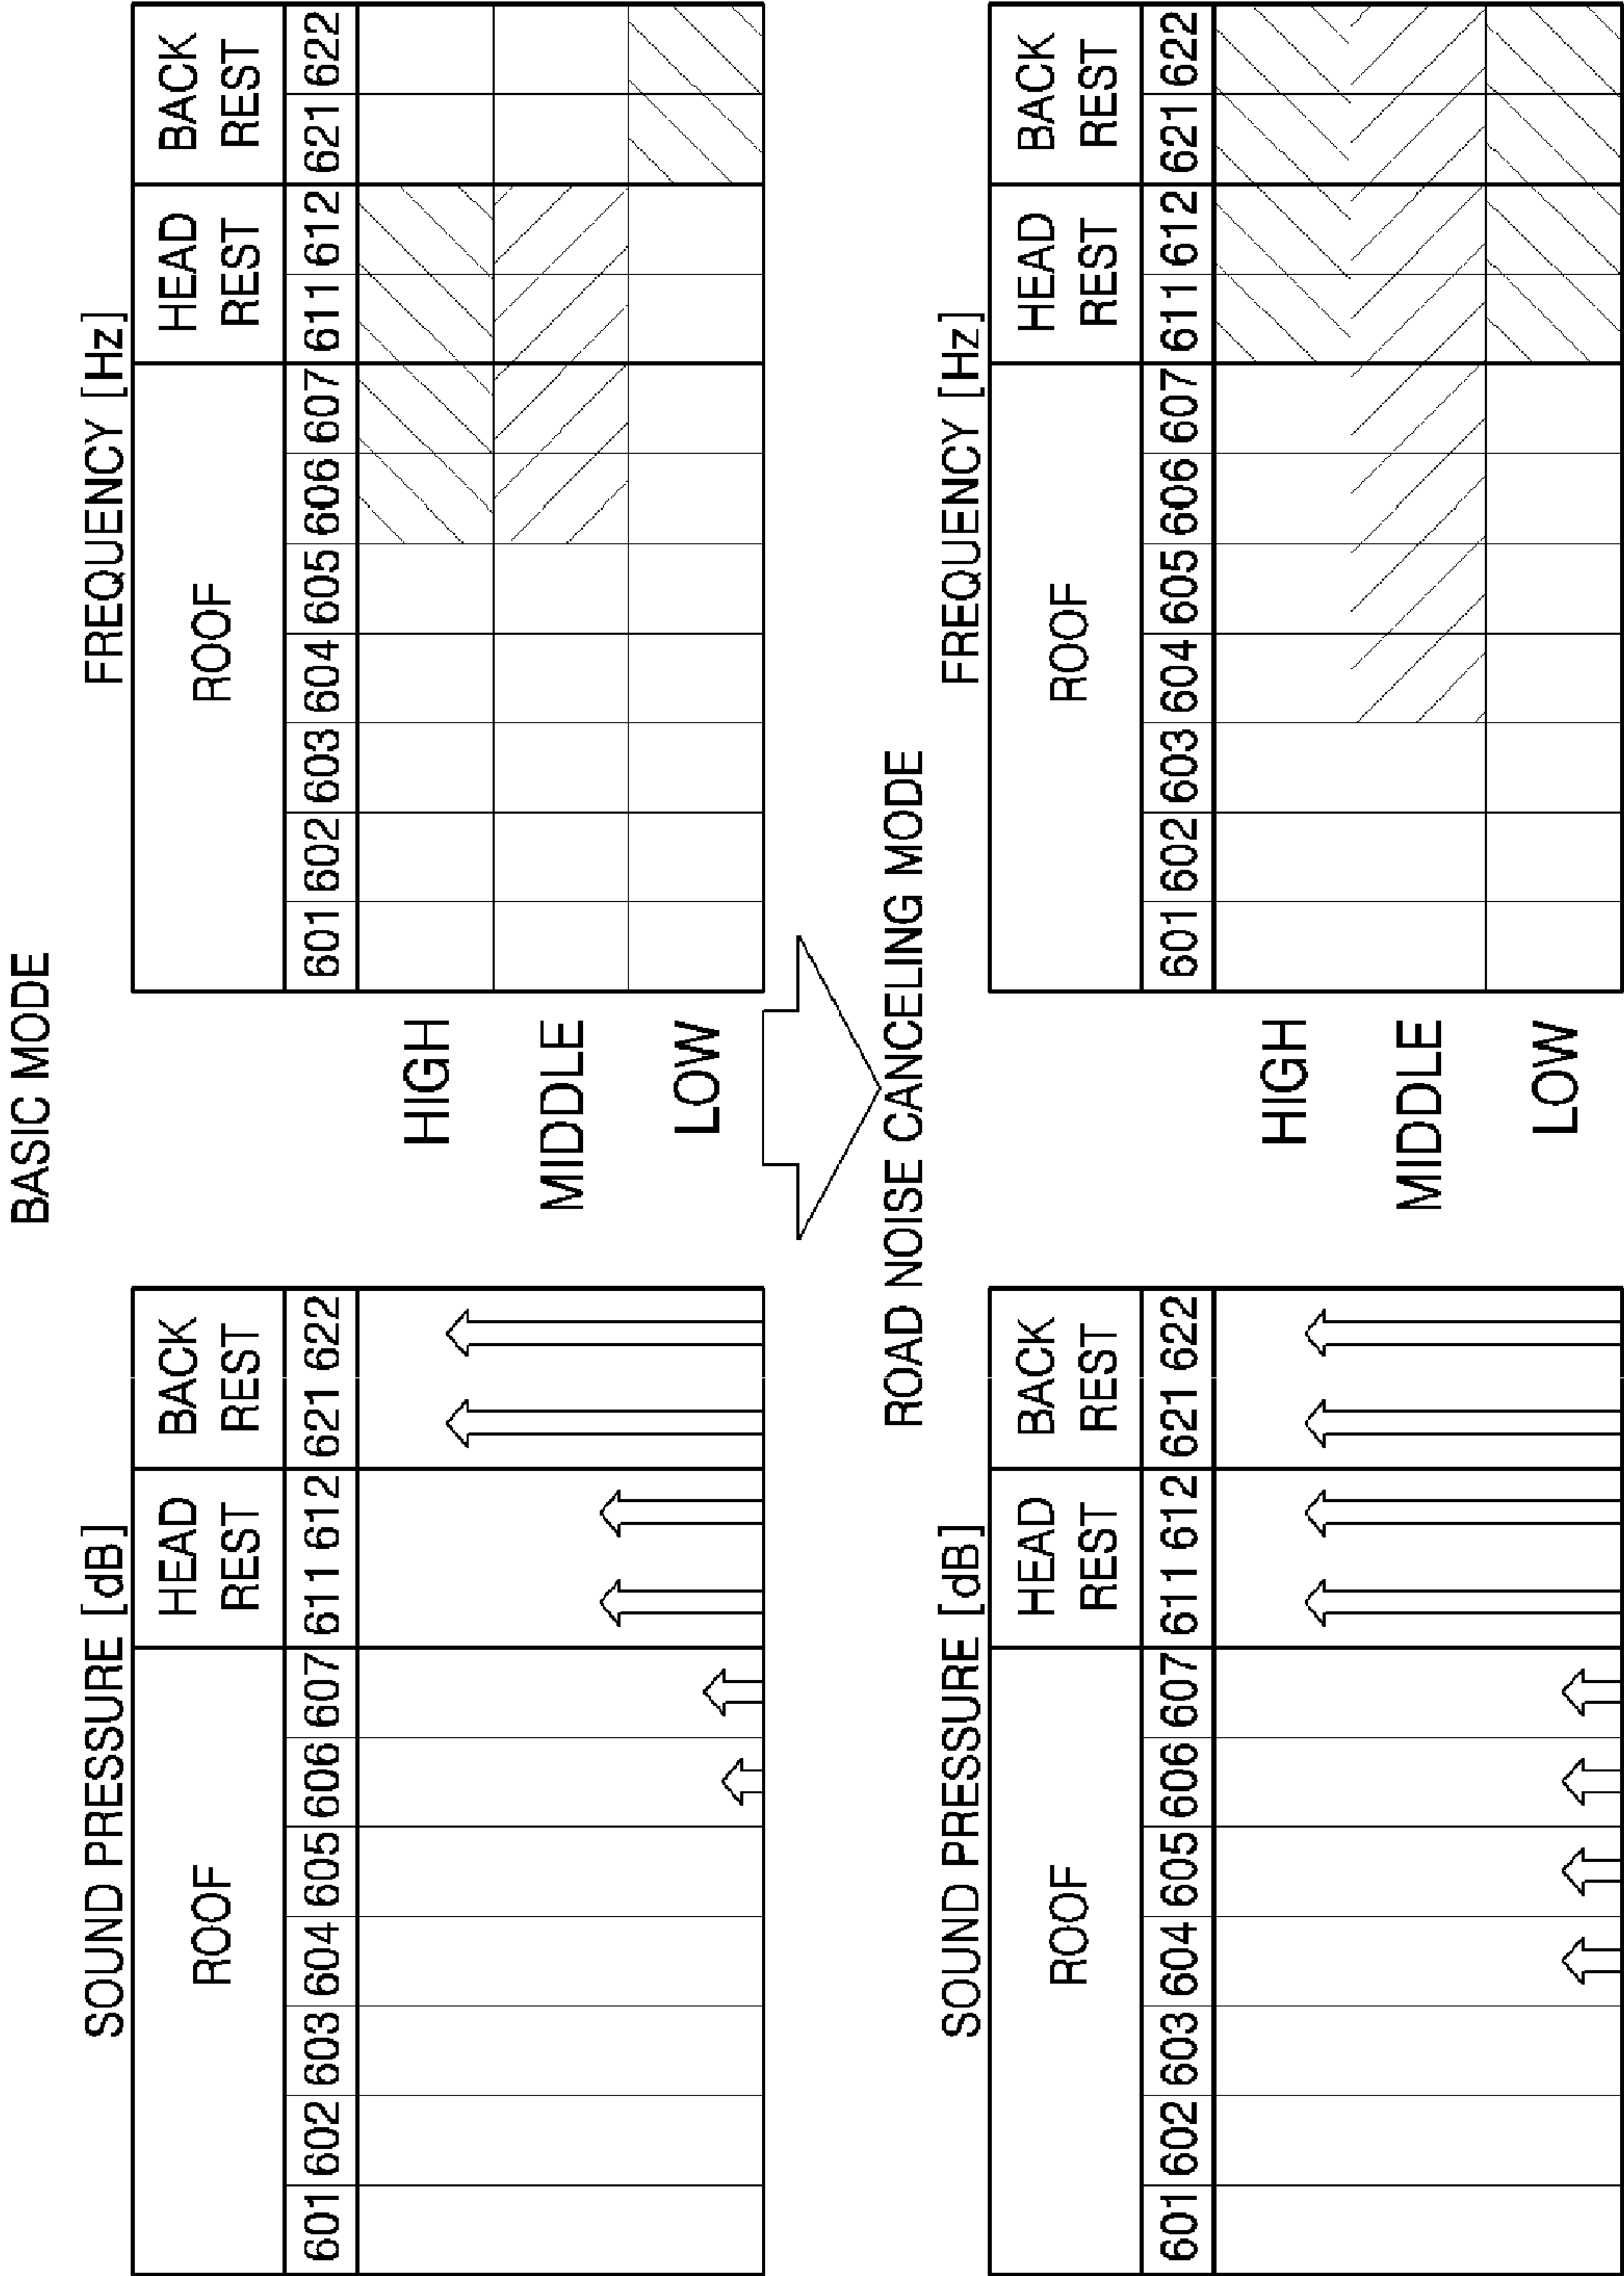 BASIC MODE
SOUND PRESSURE [dB]
ROOF
HEAD
REST
BACK
REST
601 602 603 604 605 606 607 611 612 621 622
FREQUENCY [Hz]
ROOF
HEAD
REST
BACK
REST
601 602 603 604 605 606 607 611 612 621 622
HIGH
MIDDLE
LOW
ROAD NOISE CANCELING MODE
SOUND PRESSURE [dB]
ROOF
HEAD
REST
BACK
REST
601 602 603 604 605 606 607 611 612 621 622
FREQUENCY [Hz]
ROOF
HEAD
REST
BACK
REST
601 602 603 604 605 606 607 611 612 621 622
HIGH
MIDDLE
LOW